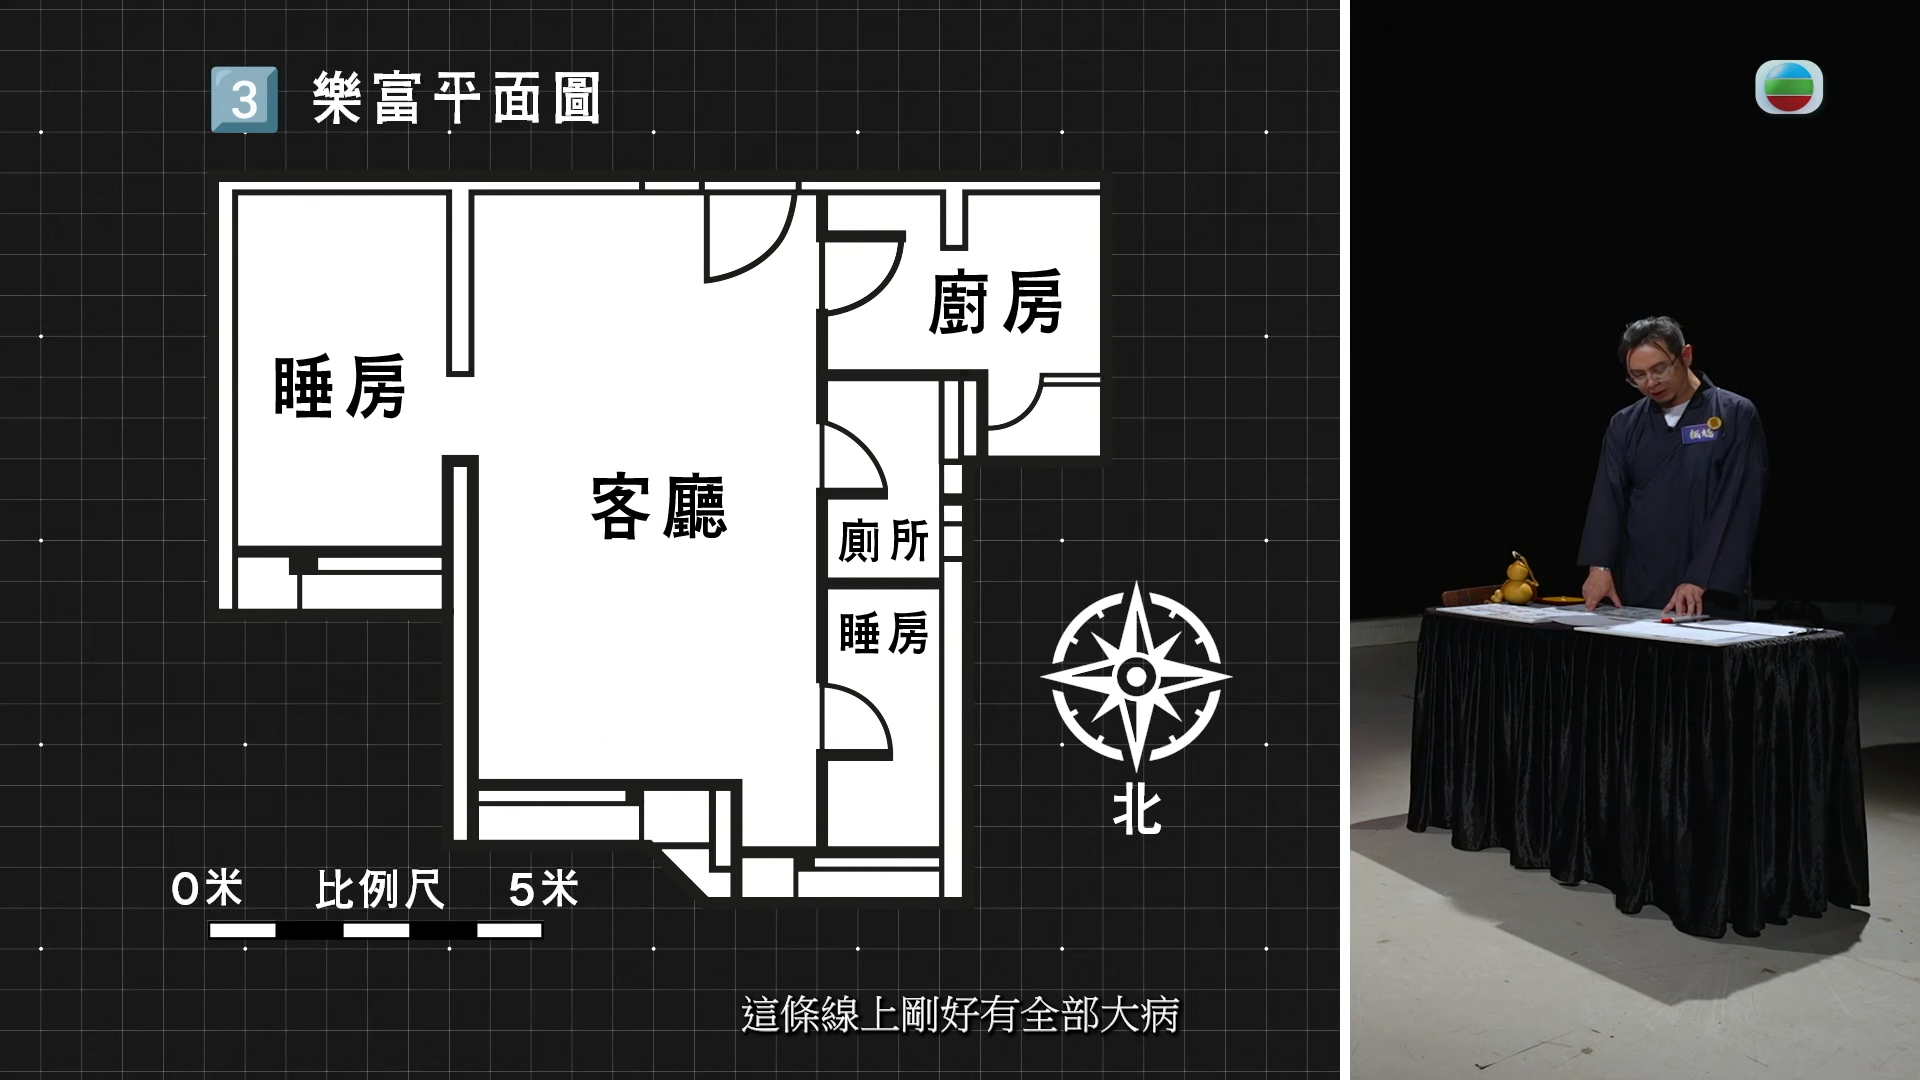 3 樂富平面圖
睡房
客廳
廚房
廁所
睡房
北
0米 比例尺 5米
這條線上剛好有全部大病